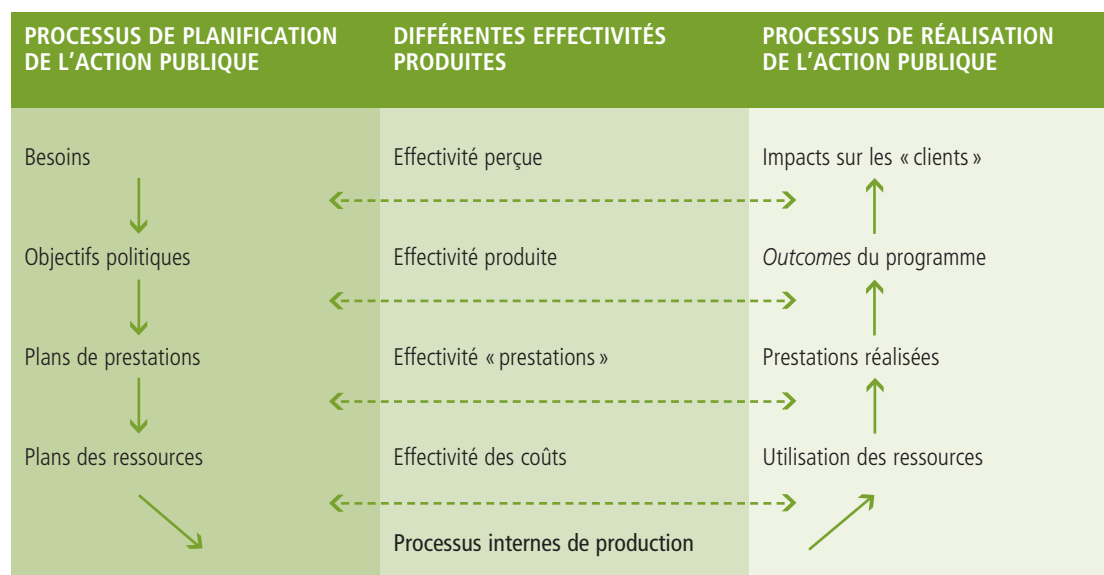 PROCESSUS DE PLANIFICATION
DE L'ACTION PUBLIQUE
DIFFÉRENTES EFFECTIVITÉS
PRODUITES
PROCESSUS DE RÉALISATION
DE L'ACTION PUBLIQUE
Besoins
Effectivité perçue
Impacts sur les « clients »
Objectifs politiques
Effectivité produite
Outcomes du programme
Plans de prestations
Effectivité « prestations »
Prestations réalisées
Plans des ressources
Effectivité des coûts
Utilisation des ressources
Processus internes de production